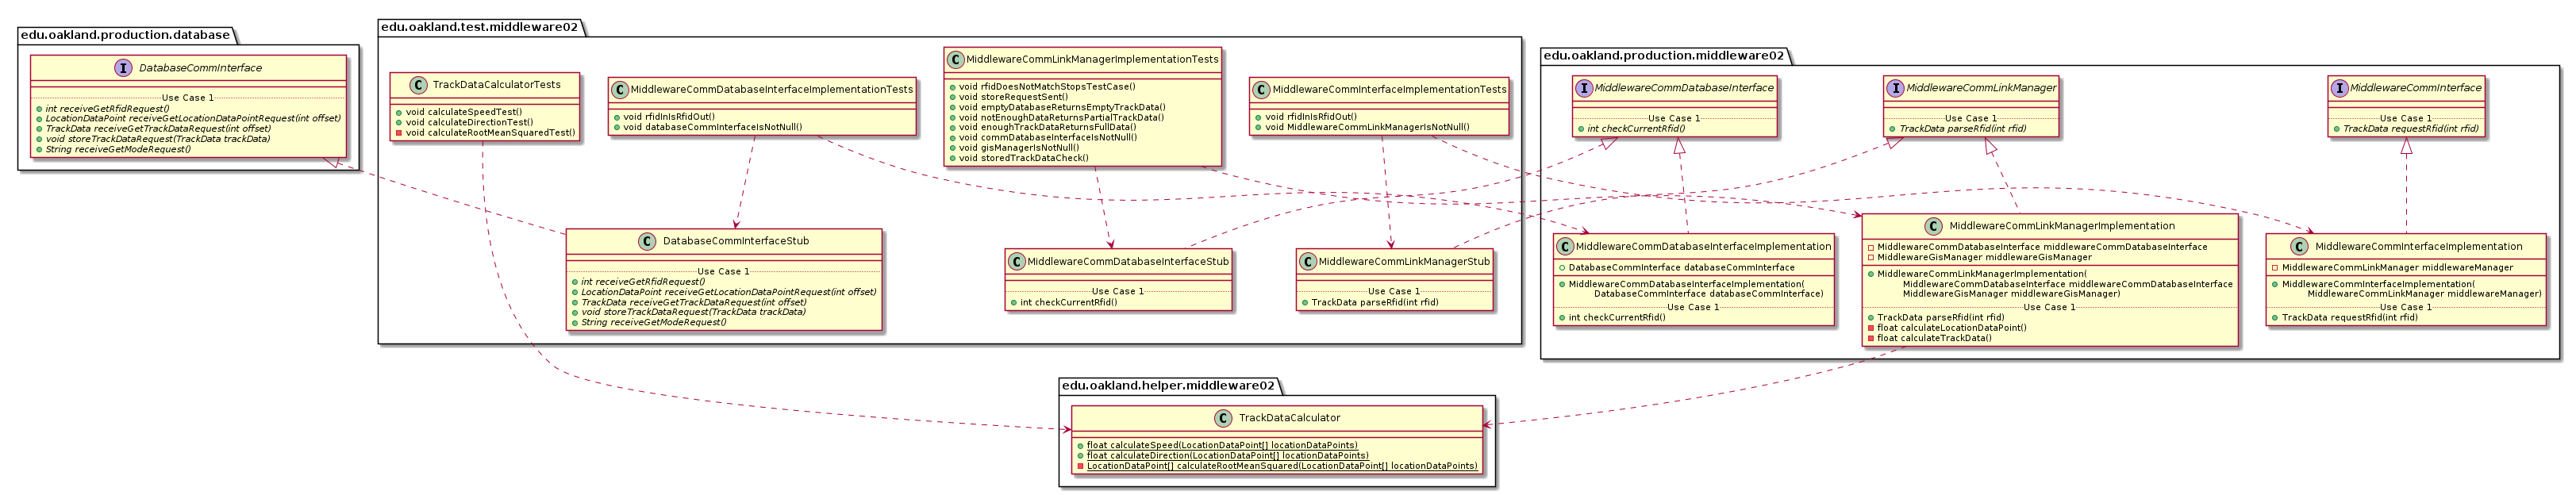 edu.oakland.production.database
I DatabaseCommInterface
Use Case 1
int receiveGetRfidRequest()
LocationDataPoint receiveGetLocationDataPointRequest(int offset)
TrackData receiveGetTrackDataRequest(int offset)
void storeTrackDataRequest(TrackData trackData)
String receiveGetModeRequest()
edu.oakland.test.middleware02
C TrackDataCalculatorTests
void calculateSpeedTest()
void calculateDirectionTest()
void calculateRootMeanSquaredTest()
C MiddlewareCommDatabaseInterfaceImplementationTests
void rfidInIsRfidOut()
void databaseCommInterfaceIsNotNull()
C MiddlewareCommLinkManagerImplementationTests
void rfidDoesNotMatchStopsTestCase()
void storeRequestSent()
void emptyDatabaseReturnsEmptyTrackData()
void notEnoughDataReturnsPartialTrackData()
void enoughTrackDataReturnsFullData()
void commDatabaseInterfaceIsNotNull()
void gisManagerIsNotNull()
void storedTrackDataCheck()
C MiddlewareCommInterfaceImplementationTests
void rfidInIsRfidOut()
void MiddlewareCommLinkManagerIsNotNull()
C DatabaseCommInterfaceStub
Use Case 1
int receiveGetRfidRequest()
LocationDataPoint receiveGetLocationDataPointRequest(int offset)
TrackData receiveGetTrackDataRequest(int offset)
void storeTrackDataRequest(TrackData trackData)
String receiveGetModeRequest()
C MiddlewareCommDatabaseInterfaceStub
Use Case 1
int checkCurrentRfid()
C MiddlewareCommLinkManagerStub
Use Case 1
TrackData parseRfid(int rfid)
edu.oakland.production.middleware02
I MiddlewareCommDatabaseInterface
Use Case 1
int checkCurrentRfid()
I MiddlewareCommLinkManager
Use Case 1
TrackData parseRfid(int rfid)
I MiddlewareCommInterface
Use Case 1
TrackData requestRfid(int rfid)
C MiddlewareCommDatabaseInterfaceImplementation
DatabaseCommInterface databaseCommInterface
MiddlewareCommDatabaseInterfaceImplementation(
DatabaseCommInterface databaseCommInterface)
Use Case 1
int checkCurrentRfid()
C MiddlewareCommLinkManagerImplementation
MiddlewareCommDatabaseInterface middlewareCommDatabaseInterface
MiddlewareGisManager middlewareGisManager
MiddlewareCommLinkManagerImplementation(
MiddlewareCommDatabaseInterface middlewareCommDatabaseInterface
MiddlewareGisManager middlewareGisManager)
Use Case 1
TrackData parseRfid(int rfid)
float calculateLocationDataPoint()
float calculateTrackData()
C MiddlewareCommInterfaceImplementation
MiddlewareCommLinkManager middlewareManager
MiddlewareCommInterfaceImplementation(
MiddlewareCommLinkManager middlewareManager)
Use Case 1
TrackData requestRfid(int rfid)
edu.oakland.helper.middleware02
C TrackDataCalculator
float calculateSpeed(LocationDataPoint[] locationDataPoints)
float calculateDirection(LocationDataPoint[] locationDataPoints)
LocationDataPoint[] calculateRootMeanSquared(LocationDataPoint[] locationDataPoints)